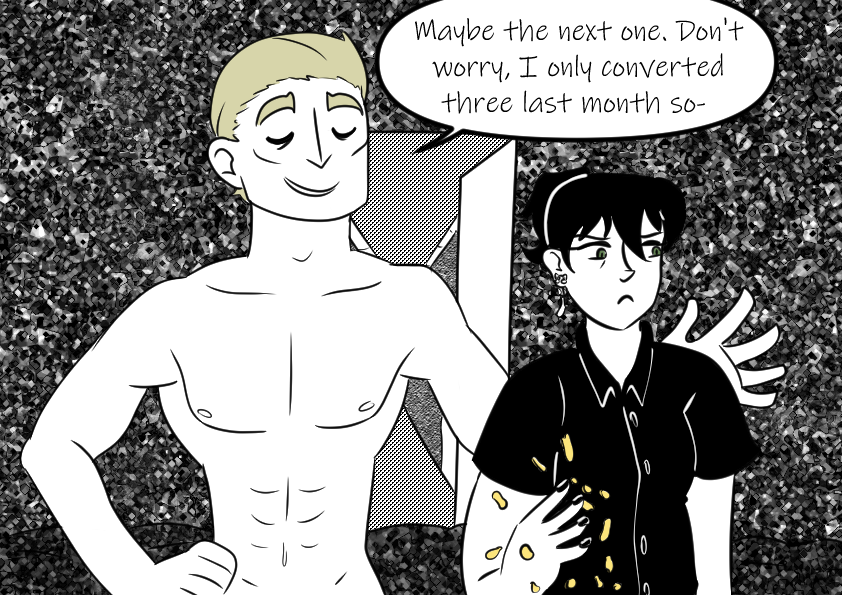 Maybe the next one. Don't
worry, I only converted
three last month so-